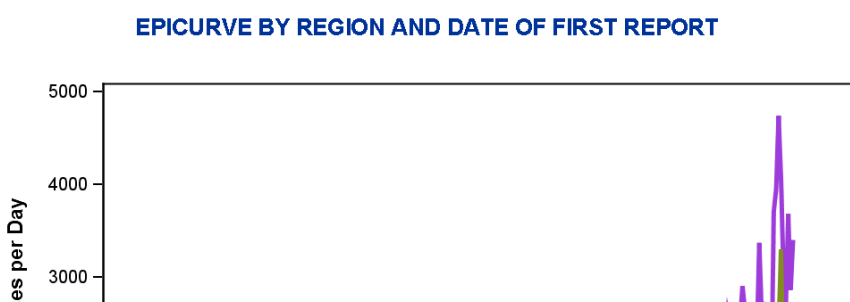 EPICURVE BY REGION AND DATE OF FIRST REPORT
5000
4000
3000
es per Day